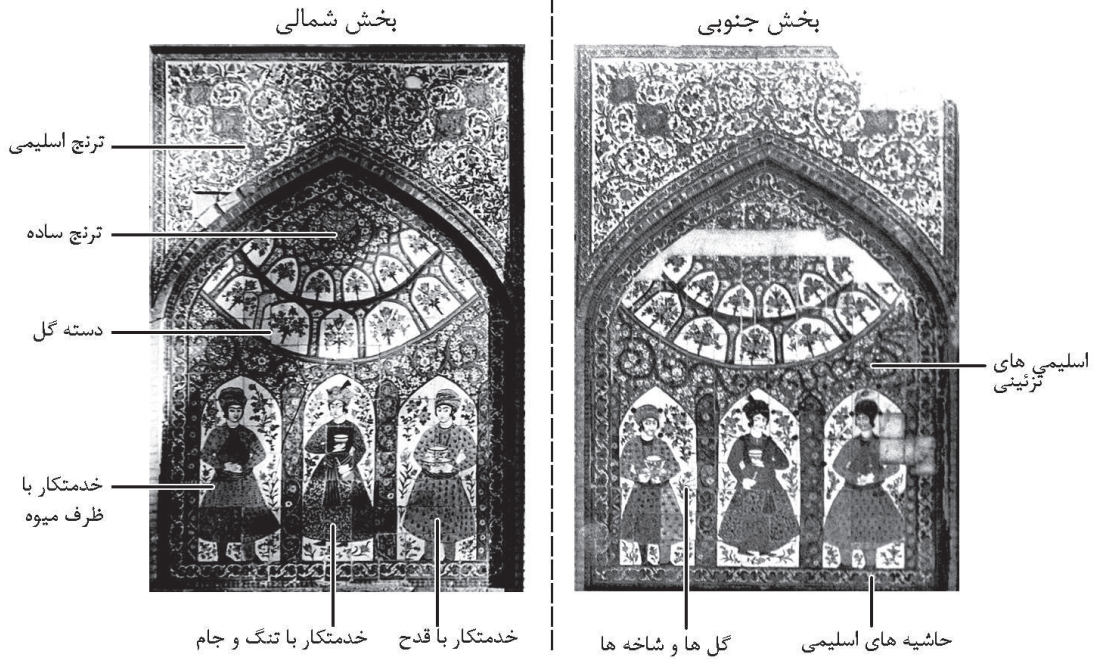 بخش شمالی
بخش جنوبی
ترنج اسلیمی
ترنج ساده
دسته گل
اسلیمی های
تزئینی
خدمتکار با
ظرف میوه
خدمتکار با تنگ و جام
خدمتکار با قدح
گل ها و شاخه ها
حاشیه های اسلیمی